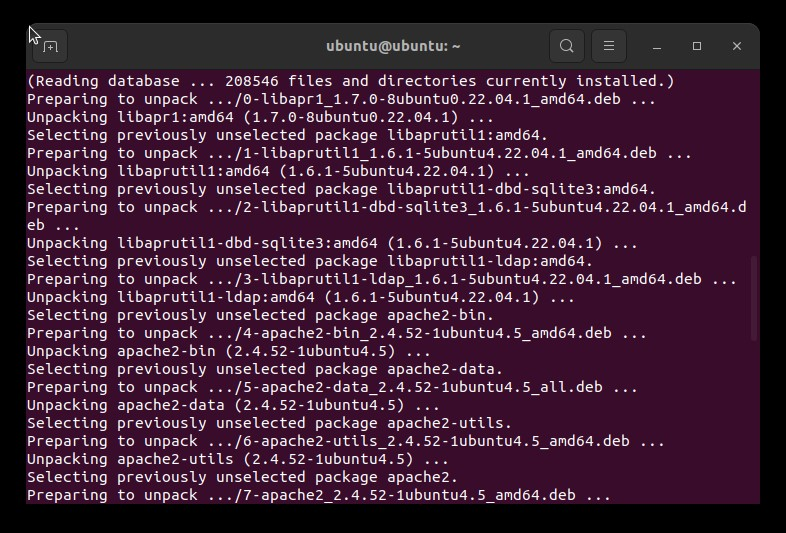 ubuntu@ubuntu: ~
(Reading database ... 208546 files and directories currently installed.)
Preparing to unpack .../0-libapr1_1.7.0-8ubuntu0.22.04.1_amd64.deb ...
Unpacking libapr1:amd64 (1.7.0-8ubuntu0.22.04.1) ...
Selecting previously unselected package libaprutil1:amd64.
Preparing to unpack .../1-libaprutil1_1.6.1-5ubuntu4.22.04.1_amd64.deb ...
Unpacking libaprutil1:amd64 (1.6.1-5ubuntu4.22.04.1) ...
Selecting previously unselected package libaprutil1-dbd-sqlite3:amd64.
Preparing to unpack .../2-libaprutil1-dbd-sqlite3_1.6.1-5ubuntu4.22.04.1_amd64.d
eb ...
Unpacking libaprutil1-dbd-sqlite3:amd64 (1.6.1-5ubuntu4.22.04.1) ...
Selecting previously unselected package libaprutil1-ldap:amd64.
Preparing to unpack .../3-libaprutil1-ldap_1.6.1-5ubuntu4.22.04.1_amd64.deb ...
Unpacking libaprutil1-ldap:amd64 (1.6.1-5ubuntu4.22.04.1) ...
Selecting previously unselected package apache2-bin.
Preparing to unpack .../4-apache2-bin_2.4.52-1ubuntu4.5_amd64.deb ...
Unpacking apache2-bin (2.4.52-1ubuntu4.5) ...
Selecting previously unselected package apache2-data.
Preparing to unpack .../5-apache2-data_2.4.52-1ubuntu4.5_all.deb ...
Unpacking apache2-data (2.4.52-1ubuntu4.5) ...
Selecting previously unselected package apache2-utils.
Preparing to unpack .../6-apache2-utils_2.4.52-1ubuntu4.5_amd64.deb ...
Unpacking apache2-utils (2.4.52-1ubuntu4.5) ...
Selecting previously unselected package apache2.
Preparing to unpack .../7-apache2_2.4.52-1ubuntu4.5_amd64.deb ...